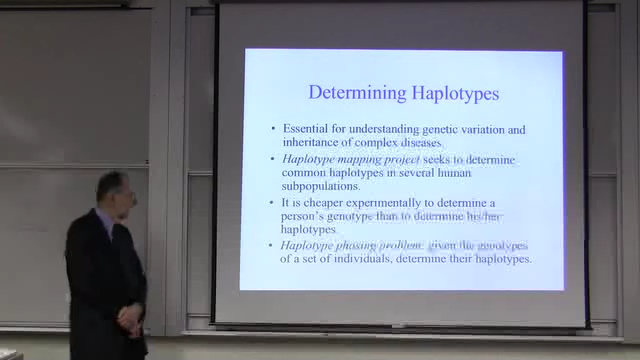 Determining Haplotypes
• Essential for understanding genetic variation and
inheritance of complex diseases.
• Haplotype mapping project seeks to determine
common haplotypes in several human
subpopulations.
• It is cheaper experimentally to determine a
person's genotype than to determine his/her
haplotypes.
• Haplotype phasing problem: given the genotypes
of a set of individuals, determine their haplotypes.